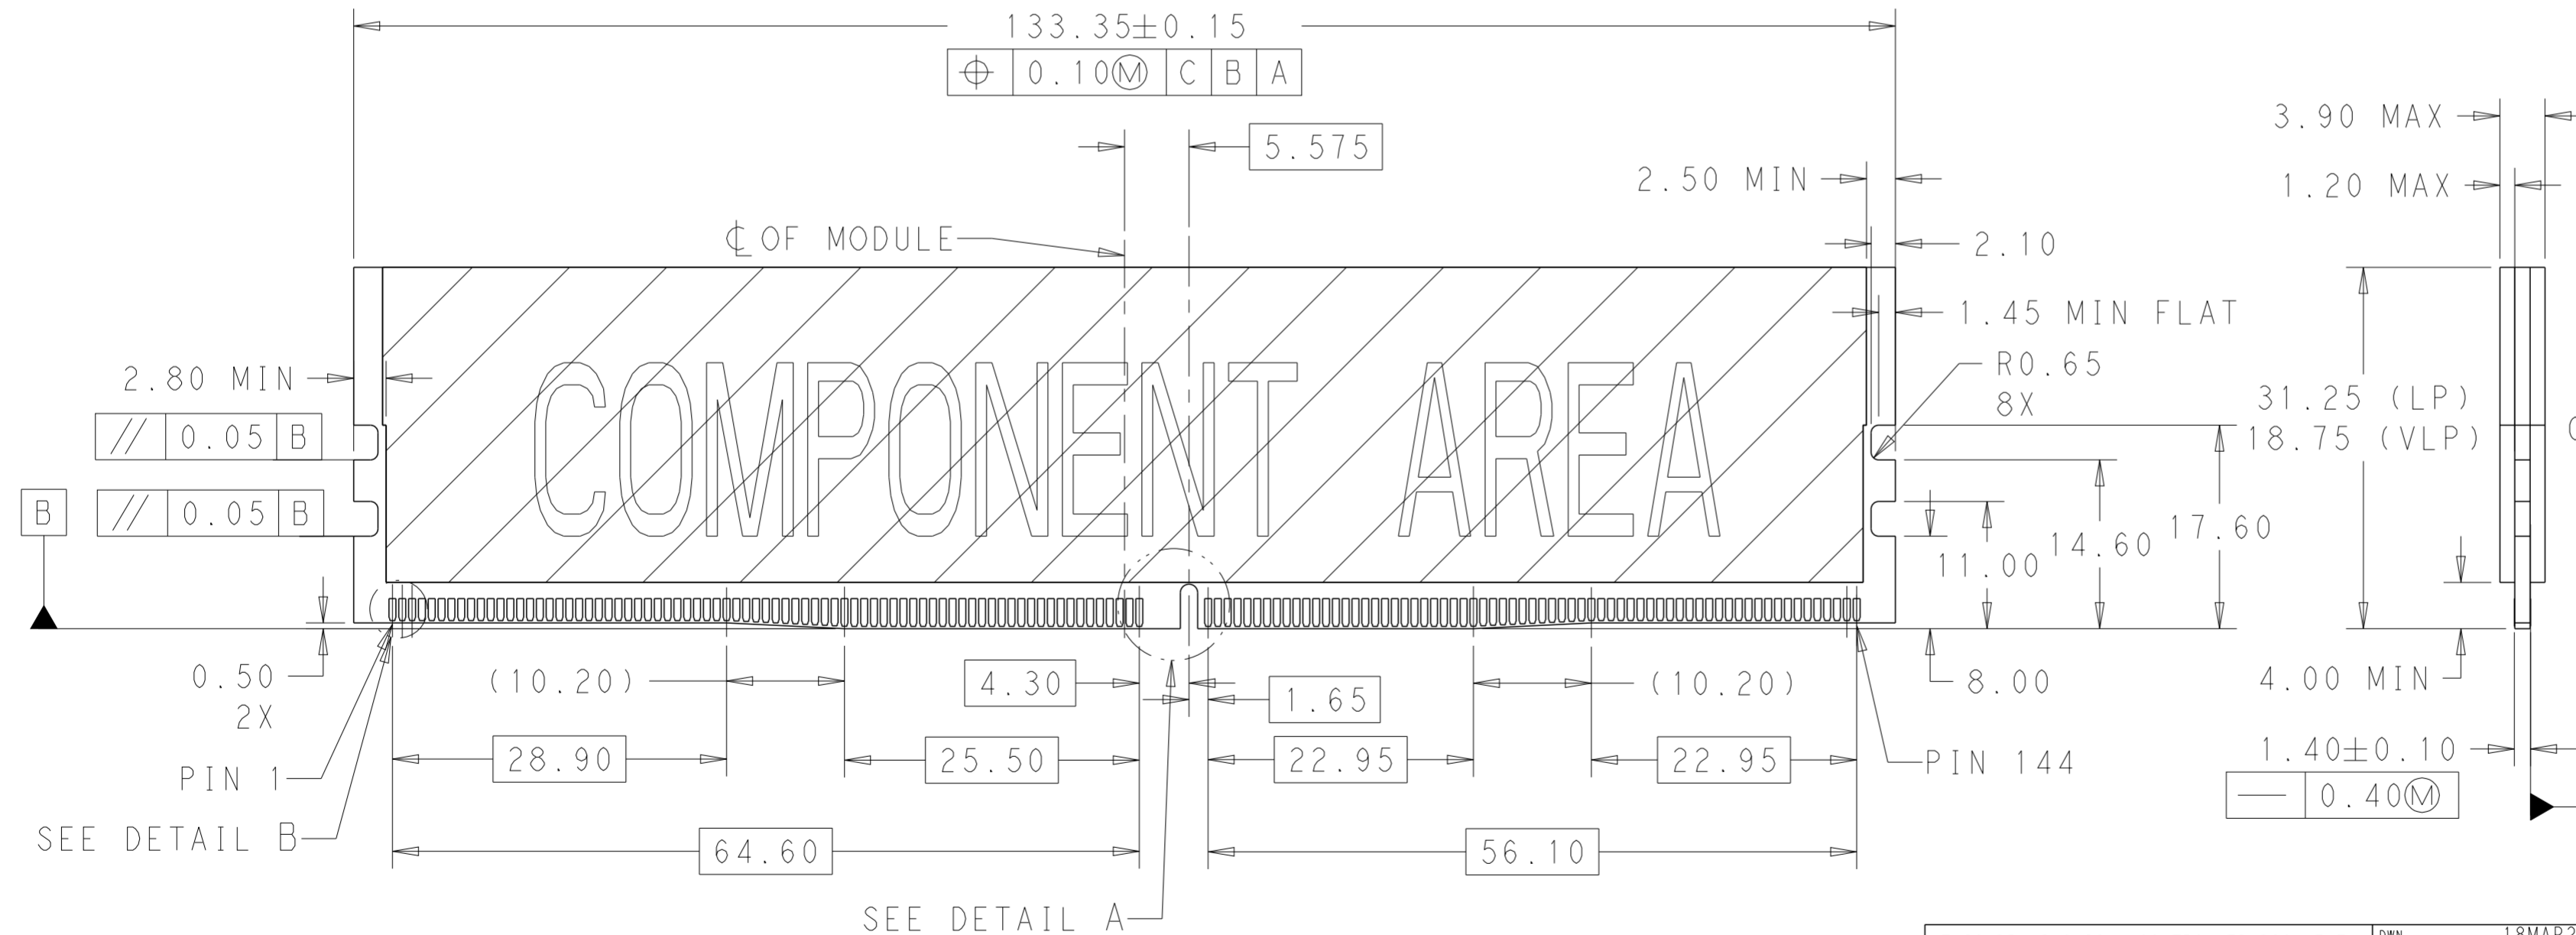 133.35±0.15
⌖ 0.10Ⓜ C B A
5.575
3.90 MAX
2.50 MIN
1.20 MAX
℄ OF MODULE
2.10
1.45 MIN FLAT
COMPONENT AREA
2.80 MIN
R0.65
8X
31.25 (LP)
18.75 (VLP)
// 0.05 B
B
// 0.05 B
17.60
14.60
11.00
0.50
2X
(10.20)
4.30
1.65
(10.20)
8.00
4.00 MIN
28.90
25.50
22.95
22.95
PIN 1
PIN 144
1.40±0.10
⏤ 0.40Ⓜ
SEE DETAIL B
64.60
56.10
SEE DETAIL A